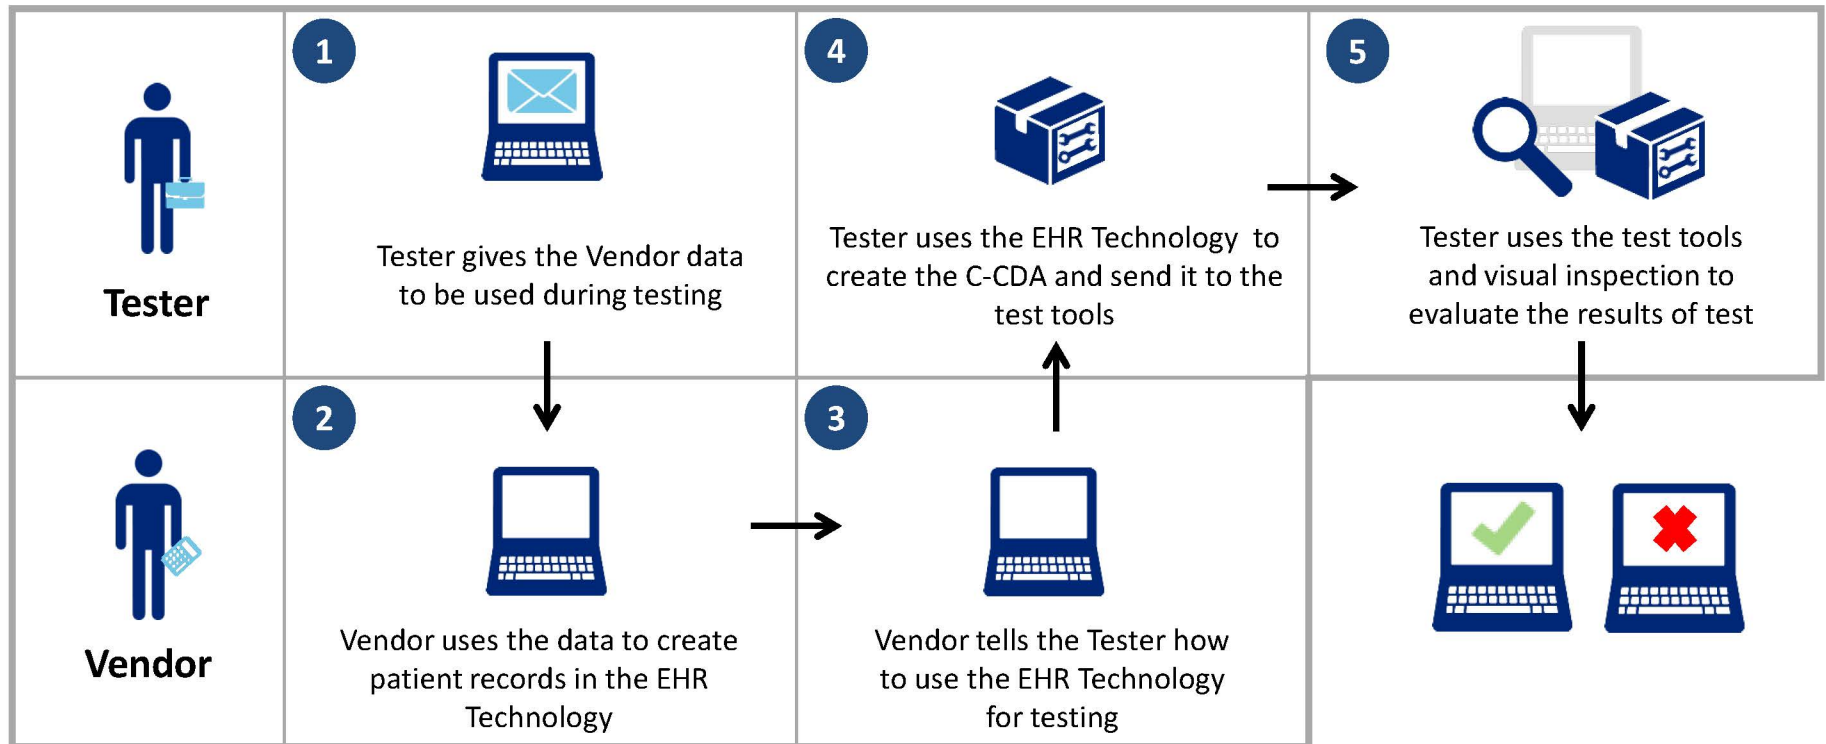 Tester
1
Tester gives the Vendor data
to be used during testing
4
Tester uses the EHR Technology to
create the C-CDA and send it to the
test tools
5
Tester uses the test tools
and visual inspection to
evaluate the results of test
Vendor
2
Vendor uses the data to create
patient records in the EHR
Technology
3
Vendor tells the Tester how
to use the EHR Technology
for testing